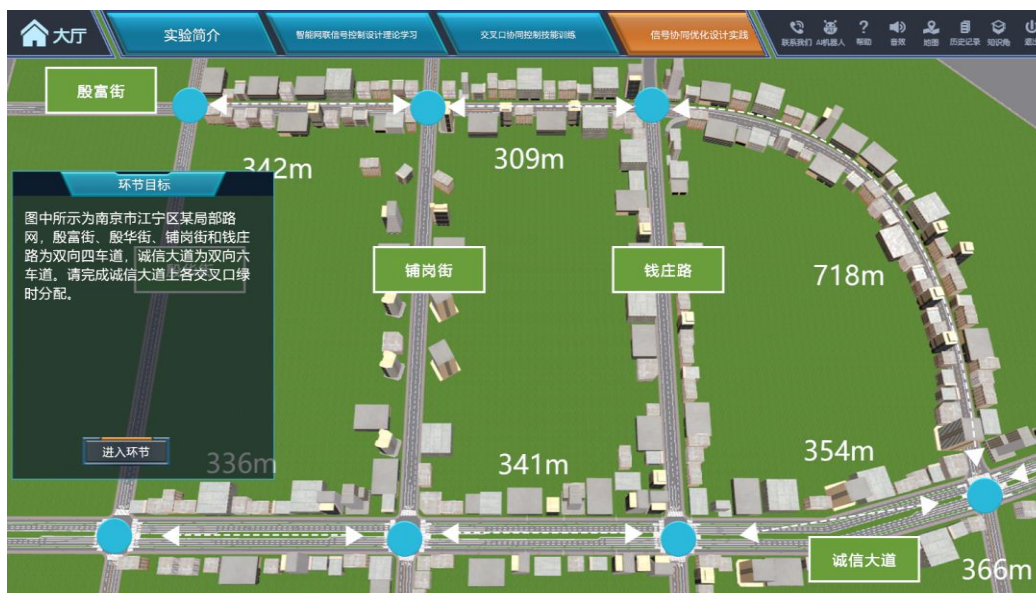 大厅
实验简介
智能网联信号控制设计理论学习
交叉口协同控制技能训练
信号协同优化设计实践
联系我们
AI机器人
帮助
音效
地图
历史记录
知识角
殷富街
342m
309m
环节目标
图中所示为南京市江宁区某局部路
网，殷富街、殷华街、铺岗街和钱庄
路为双向四车道，诚信大道为双向六
车道。请完成诚信大道上各交叉口绿
时分配。
铺岗街
钱庄路
718m
进入环节
336m
341m
354m
诚信大道
366m